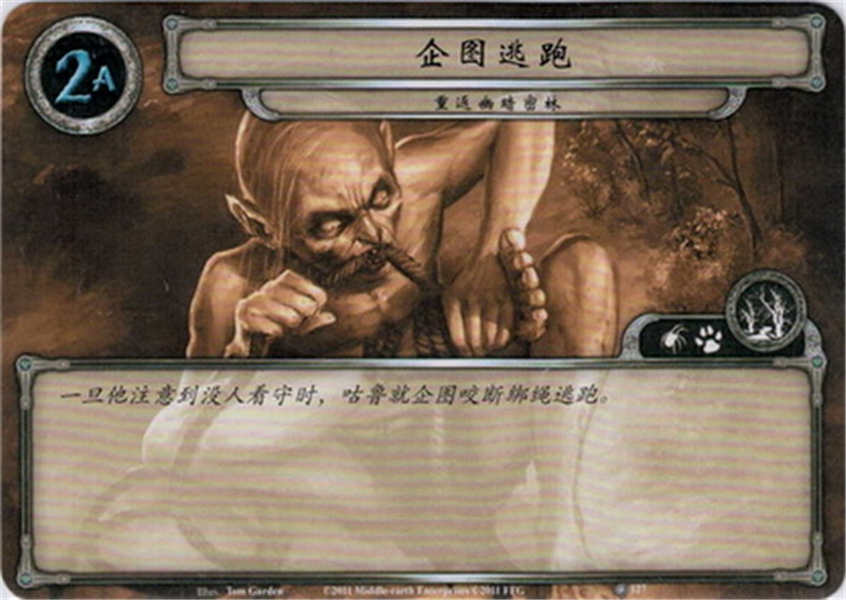 2A
企图逃跑
重返幽暗密林
一旦他注意到没人看守时，咕鲁就企图咬断绑绳逃跑。
Illus. Tom Garden ©2011 Middle-earth Enterprises ©2011 FFG 127